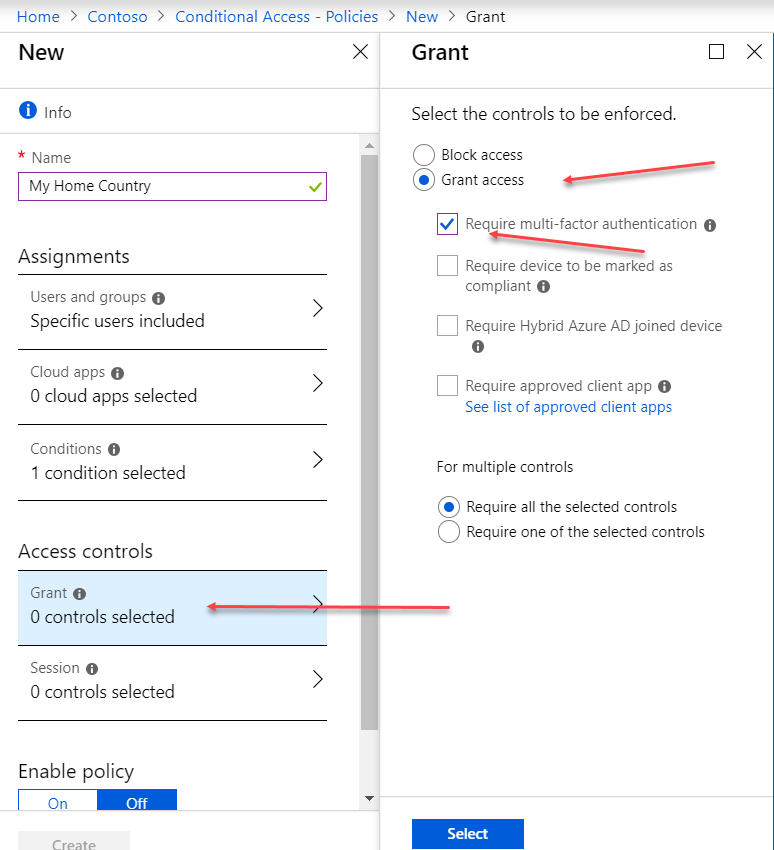 Home > Contoso > Conditional Access - Policies > New > Grant
New
Info
* Name
My Home Country
Assignments
Users and groups
Specific users included
Cloud apps
0 cloud apps selected
Conditions
1 condition selected
Access controls
Grant
0 controls selected
Session
0 controls selected
Enable policy
On Off
Create
Grant
Select the controls to be enforced.
Block access
Grant access
Require multi-factor authentication
Require device to be marked as
compliant
Require Hybrid Azure AD joined device
Require approved client app
See list of approved client apps
For multiple controls
Require all the selected controls
Require one of the selected controls
Select